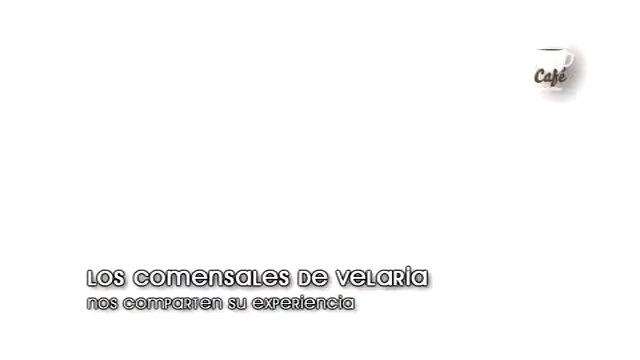 Café
Los comensales de Velaria
nos comparten su experiencia